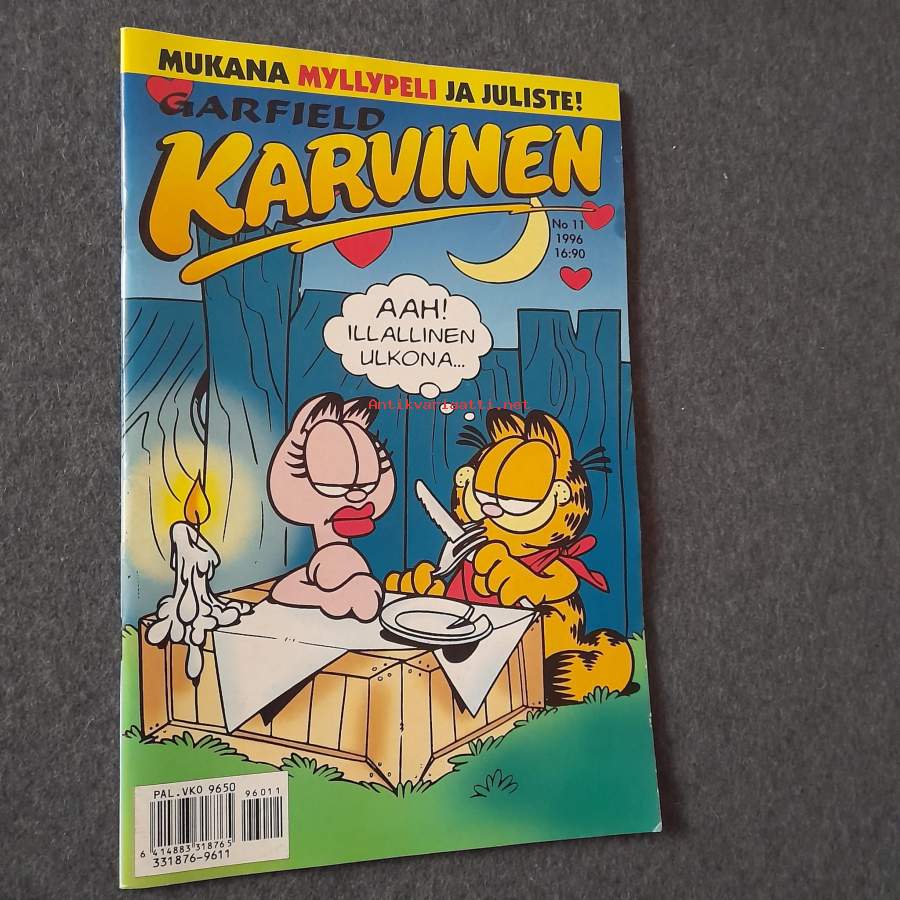 MUKANA MYLLYPELI JA JULISTE!
GARFIELD
KARVINEN
No 11
1996
16:90
AAH!
ILLALLINEN
ULKONA...
Antikvariaatti.net
PAL.VKO 9650
96011
6 414883 318765
331876-9611